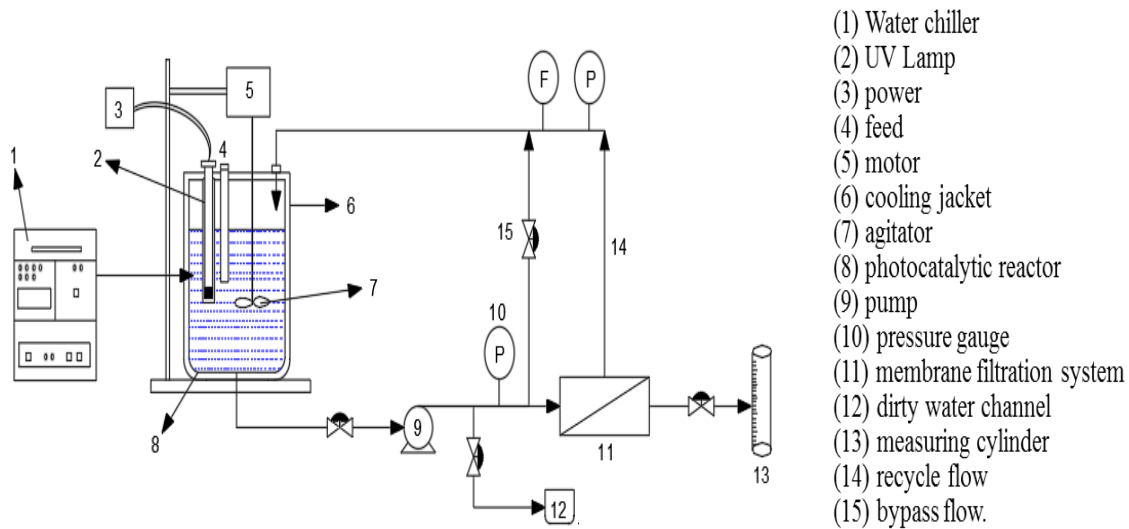 F
P
5
3
4
1
2
6
15
14
7
10
P
9
11
8
13
12
(1) Water chiller
(2) UV Lamp
(3) power
(4) feed
(5) motor
(6) cooling jacket
(7) agitator
(8) photocatalytic reactor
(9) pump
(10) pressure gauge
(11) membrane filtration system
(12) dirty water channel
(13) measuring cylinder
(14) recycle flow
(15) bypass flow.